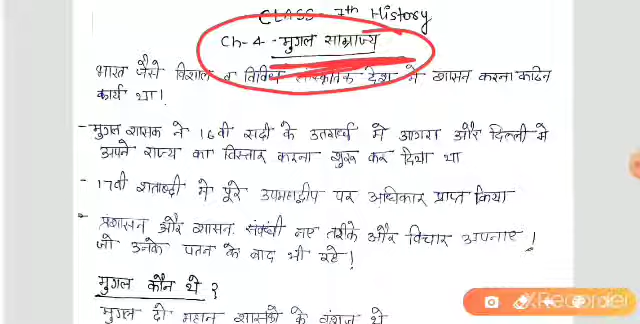 CLASS - 7th History
Ch-4 - मुगल साम्राज्य
भारत जैसे विशाल व विविध सांस्कृतिक देश मे शासन करना कठिन
कार्य था!
- मुगल शासक ने 16वी सदी के उतरार्ध्द मे आगरा और दिल्ली मे
अपने राज्य का विस्तार करना शुरू कर दिया था
- 17वी शताब्दी मे पूरे उपमहाद्वीप पर अधिकार प्राप्त किया
- प्रशासन और शासन संबंधी नए तरीके और विचार अपनाए!
जो उनके पतन के बाद भी रहे!
मुगल कौन थे ?
मुगल दो महान शासकों के वंशज थे
XRecorder